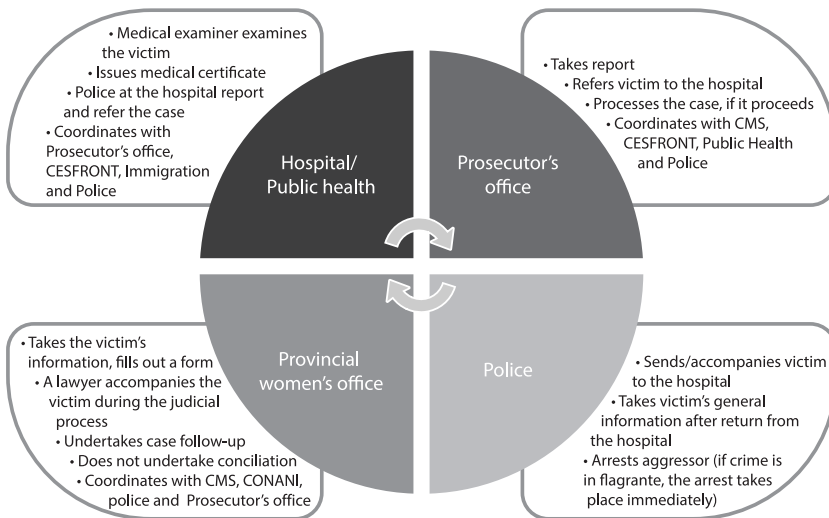 • Medical examiner examines
the victim
• Issues medical certificate
• Police at the hospital report
and refer the case
• Coordinates with
Prosecutor's office,
CESFRONT, Immigration
and Police
Hospital/
Public health
• Takes report
• Refers victim to the hospital
• Processes the case, if it proceeds
• Coordinates with CMS,
CESFRONT, Public Health
and Police
Prosecutor's
office
• Takes the victim's
information, fills out a form
• A lawyer accompanies the
victim during the judicial
process
• Undertakes case follow-up
• Does not undertake conciliation
• Coordinates with CMS, CONANI,
police and Prosecutor's office
Provincial
women's office
Police
• Sends/accompanies victim
to the hospital
• Takes victim's general
information after return from
the hospital
• Arrests aggressor (if crime is
in flagrante, the arrest takes
place immediately)